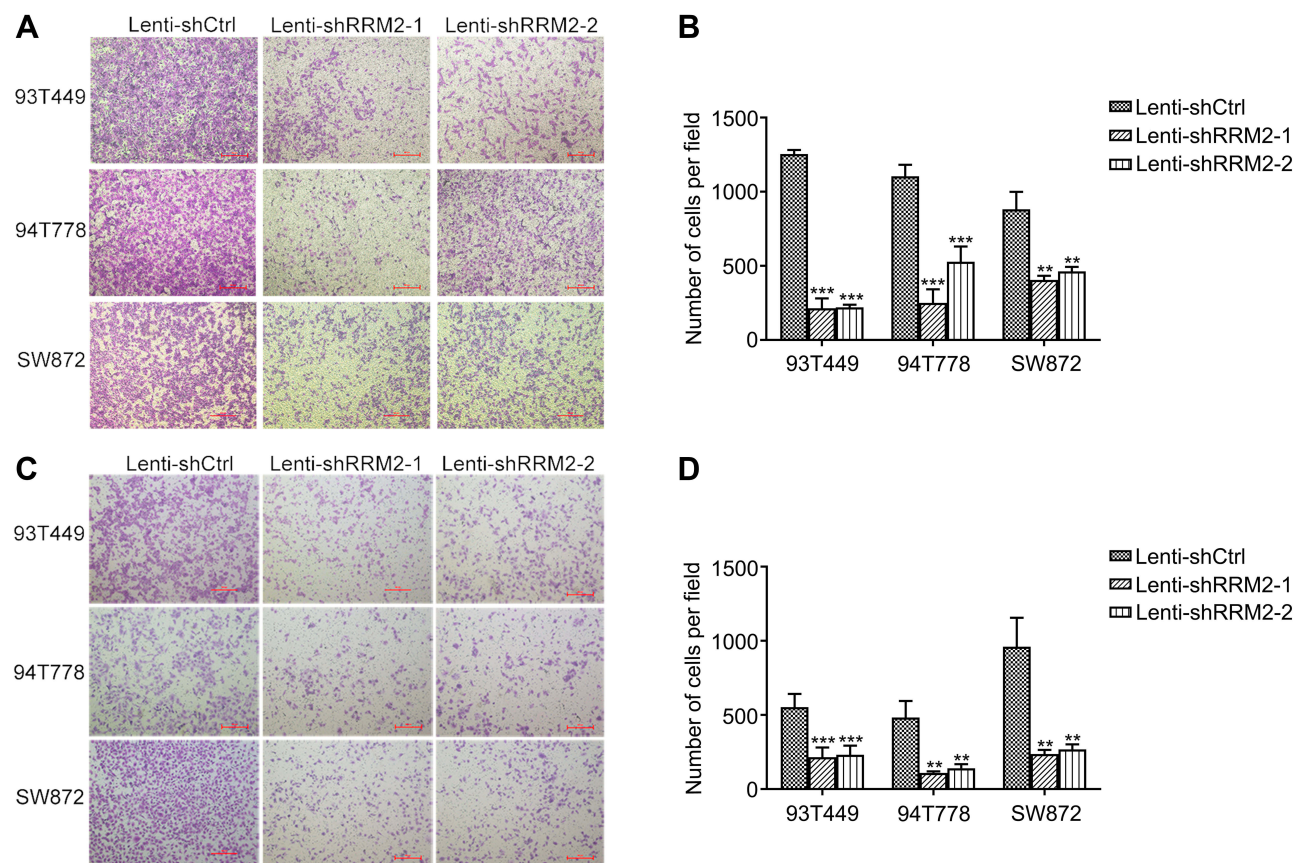 A
Lenti-shCtrl Lenti-shRRM2-1 Lenti-shRRM2-2
93T449
94T778
SW872
B
Number of cells per field
1500
1000
500
0
*** ***
*** ***
** **
93T449 94T778 SW872
Lenti-shCtrl
Lenti-shRRM2-1
Lenti-shRRM2-2
C
Lenti-shCtrl Lenti-shRRM2-1 Lenti-shRRM2-2
93T449
94T778
SW872
D
Number of cells per field
1500
1000
500
0
*** ***
** **
** **
93T449 94T778 SW872
Lenti-shCtrl
Lenti-shRRM2-1
Lenti-shRRM2-2